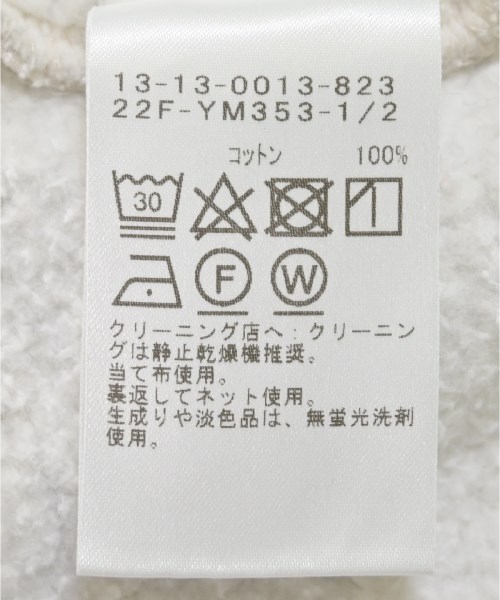 13-13-0013-823
22F-YM353-1/2
コットン 100%
30
F W
クリーニング店へ：クリーニン
グは静止乾燥機推奨。
当て布使用。
裏返してネット使用。
生成りや淡色品は、無蛍光洗剤
使用。